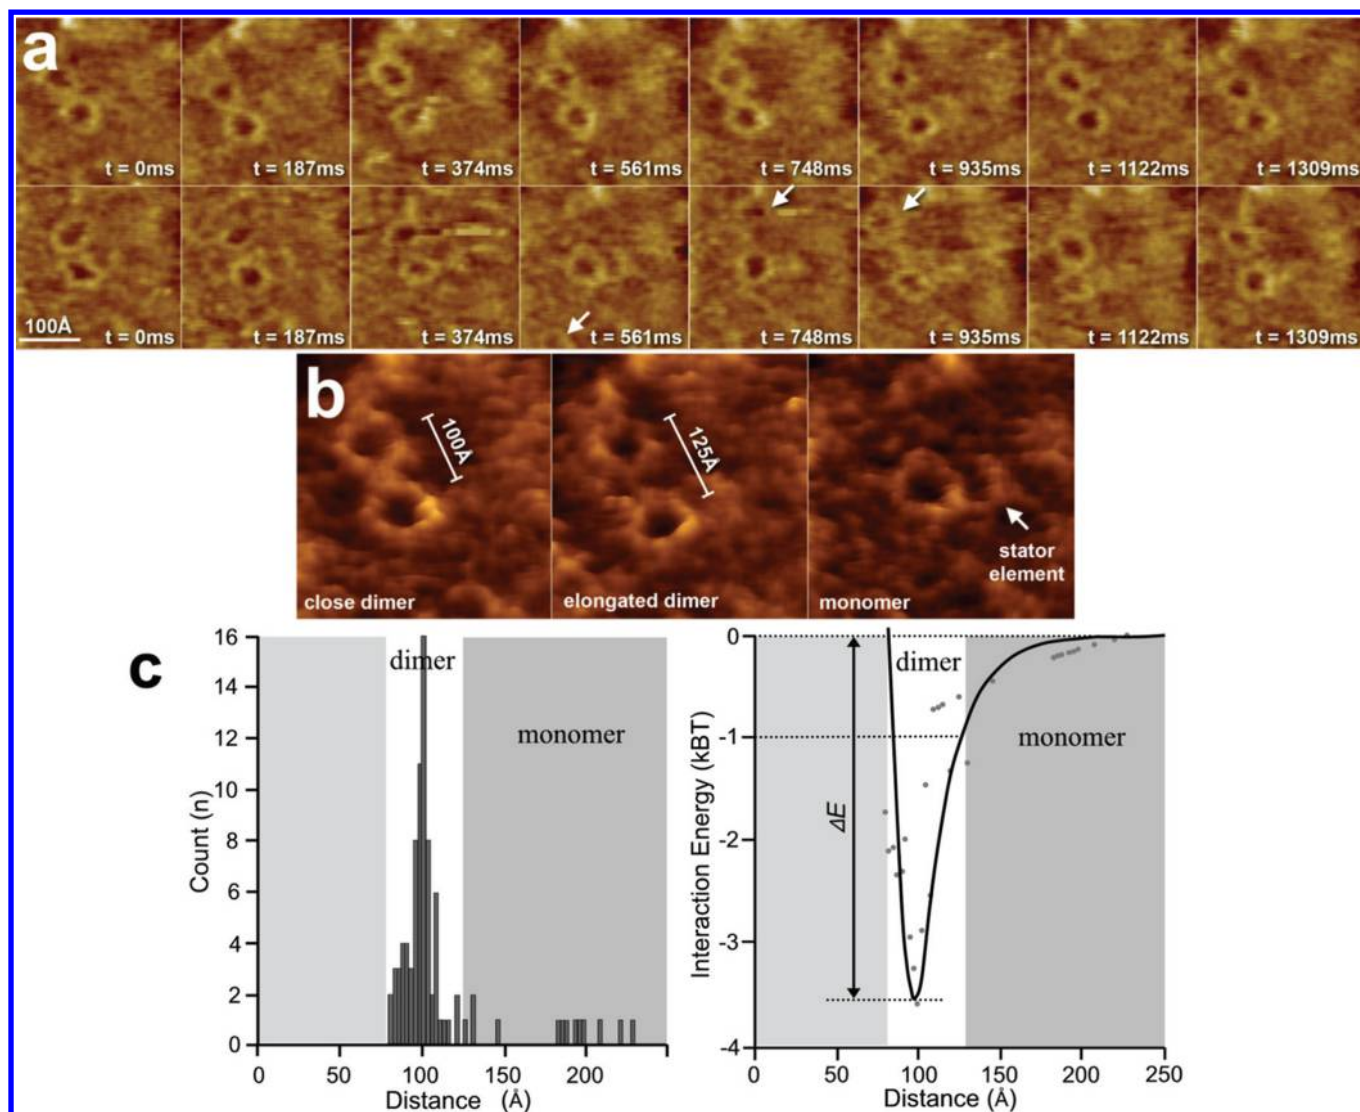 a
t = 0ms t = 187ms t = 374ms t = 561ms t = 748ms t = 935ms t = 1122ms t = 1309ms
100Å
t = 0ms t = 187ms t = 374ms t = 561ms t = 748ms t = 935ms t = 1122ms t = 1309ms
b
100Å
125Å
stator
element
close dimer
elongated dimer
monomer
c
16
14
12
10
8
6
4
2
0
Count (n)
dimer
monomer
0 50 100 150 200
Distance (Å)
0
-1
-2
-3
-4
Interaction Energy (kBT)
ΔE
dimer
monomer
0 50 100 150 200 250
Distance (Å)